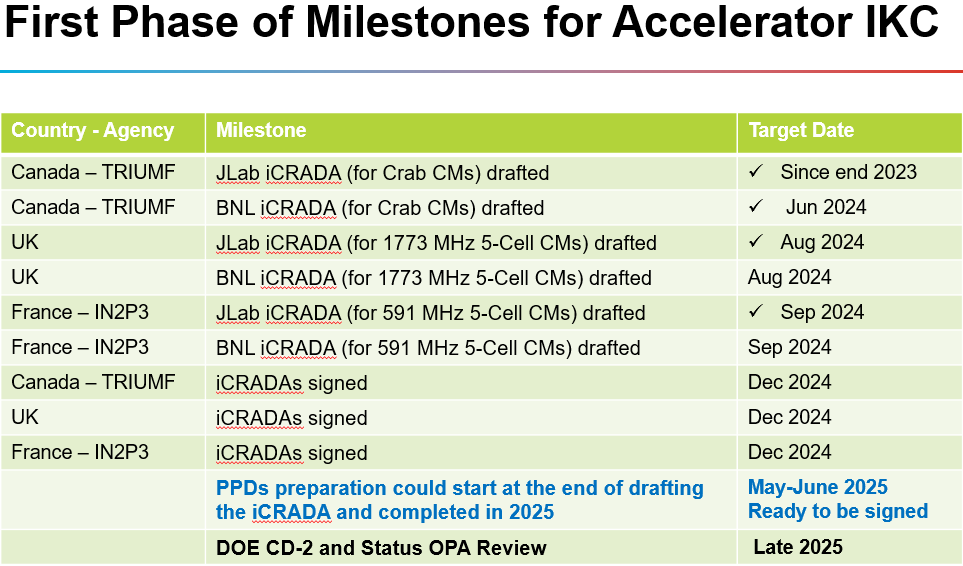 First Phase of Milestones for Accelerator IKC
Country - Agency Milestone Target Date
Canada – TRIUMF JLab iCRADA (for Crab CMs) drafted ✓ Since end 2023
Canada – TRIUMF BNL iCRADA (for Crab CMs) drafted ✓ Jun 2024
UK JLab iCRADA (for 1773 MHz 5-Cell CMs) drafted ✓ Aug 2024
UK BNL iCRADA (for 1773 MHz 5-Cell CMs) drafted Aug 2024
France – IN2P3 JLab iCRADA (for 591 MHz 5-Cell CMs) drafted ✓ Sep 2024
France – IN2P3 BNL iCRADA (for 591 MHz 5-Cell CMs) drafted Sep 2024
Canada – TRIUMF iCRADAs signed Dec 2024
UK iCRADAs signed Dec 2024
France – IN2P3 iCRADAs signed Dec 2024
PPDs preparation could start at the end of drafting May-June 2025
the iCRADA and completed in 2025 Ready to be signed
DOE CD-2 and Status OPA Review Late 2025